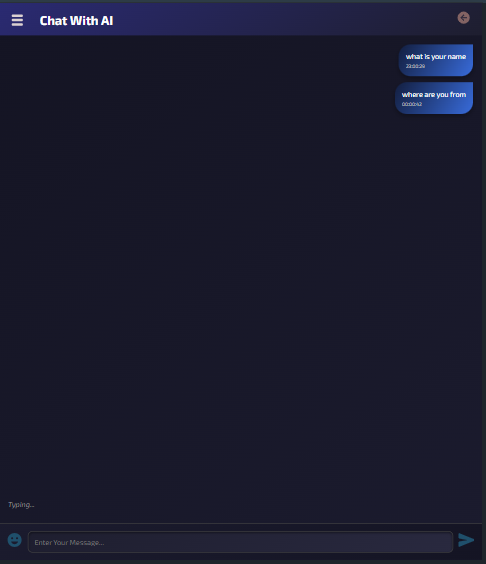 Chat With AI
what is your name
23:00:39
where are you from
00:00:43
Typing...
Enter Your Message...